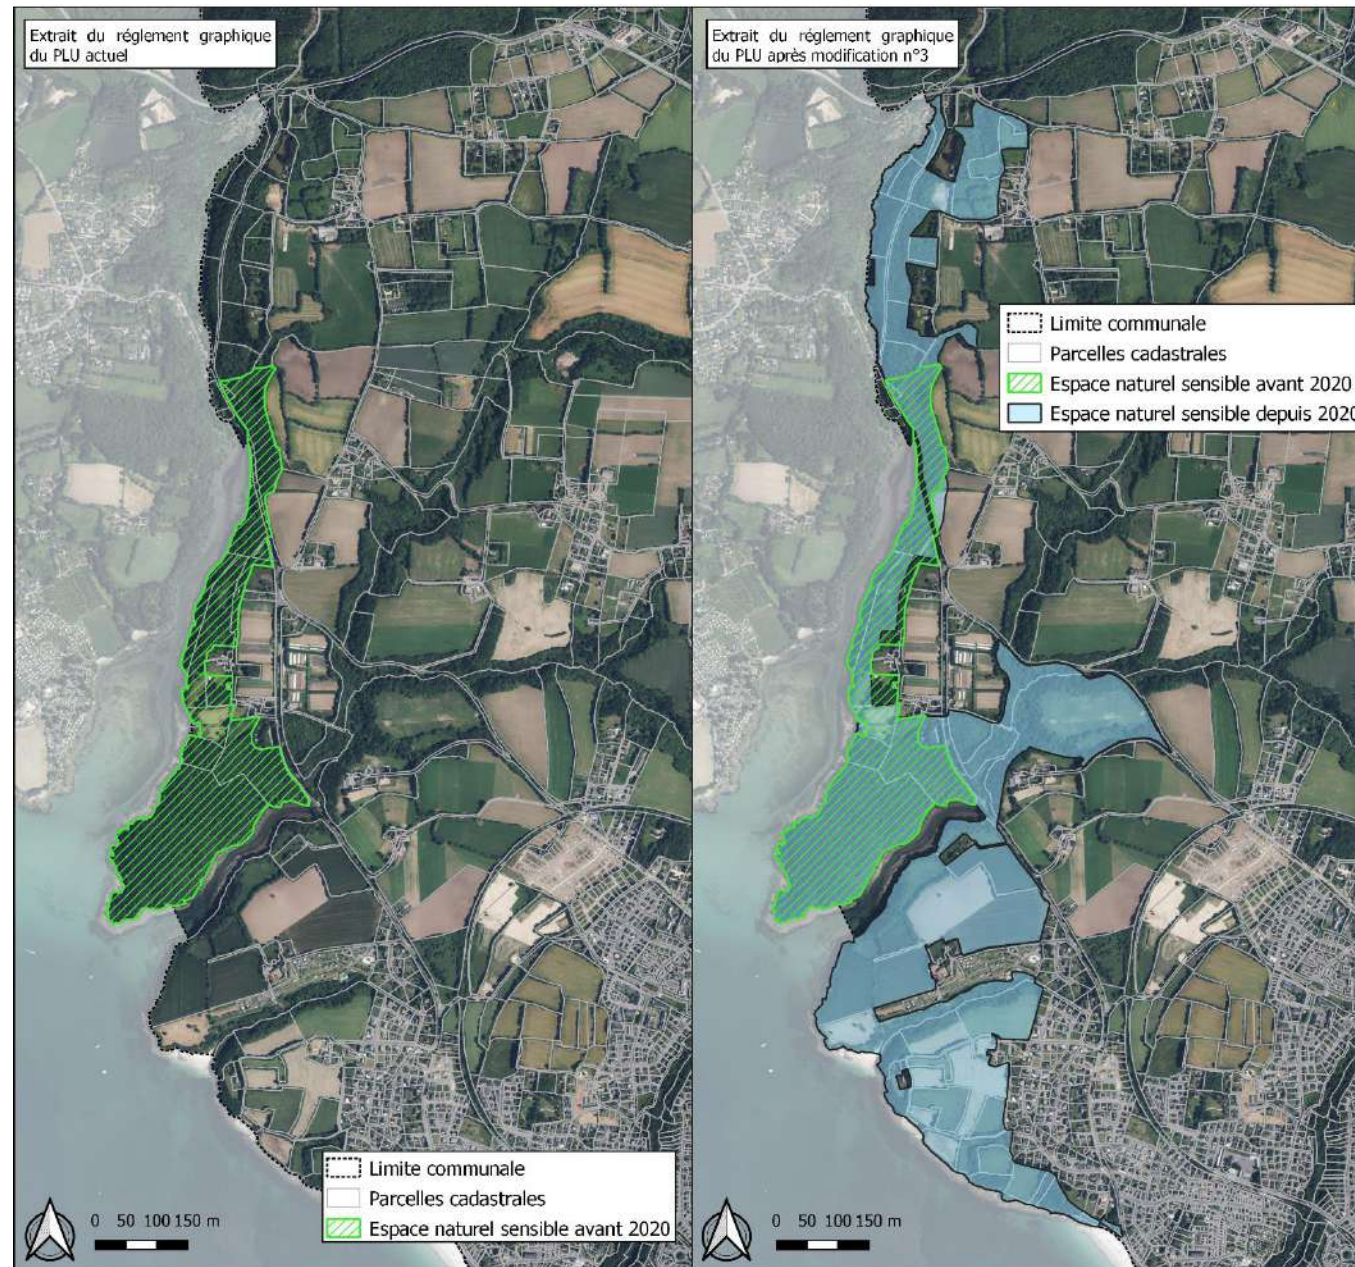 Extrait du réglement graphique
du PLU actuel
Limite communale
Parcelles cadastrales
Espace naturel sensible avant 2020
0 50 100 150 m
Extrait du réglement graphique
du PLU après modification n°3
Limite communale
Parcelles cadastrales
Espace naturel sensible avant 2020
Espace naturel sensible depuis 2020
0 50 100 150 m